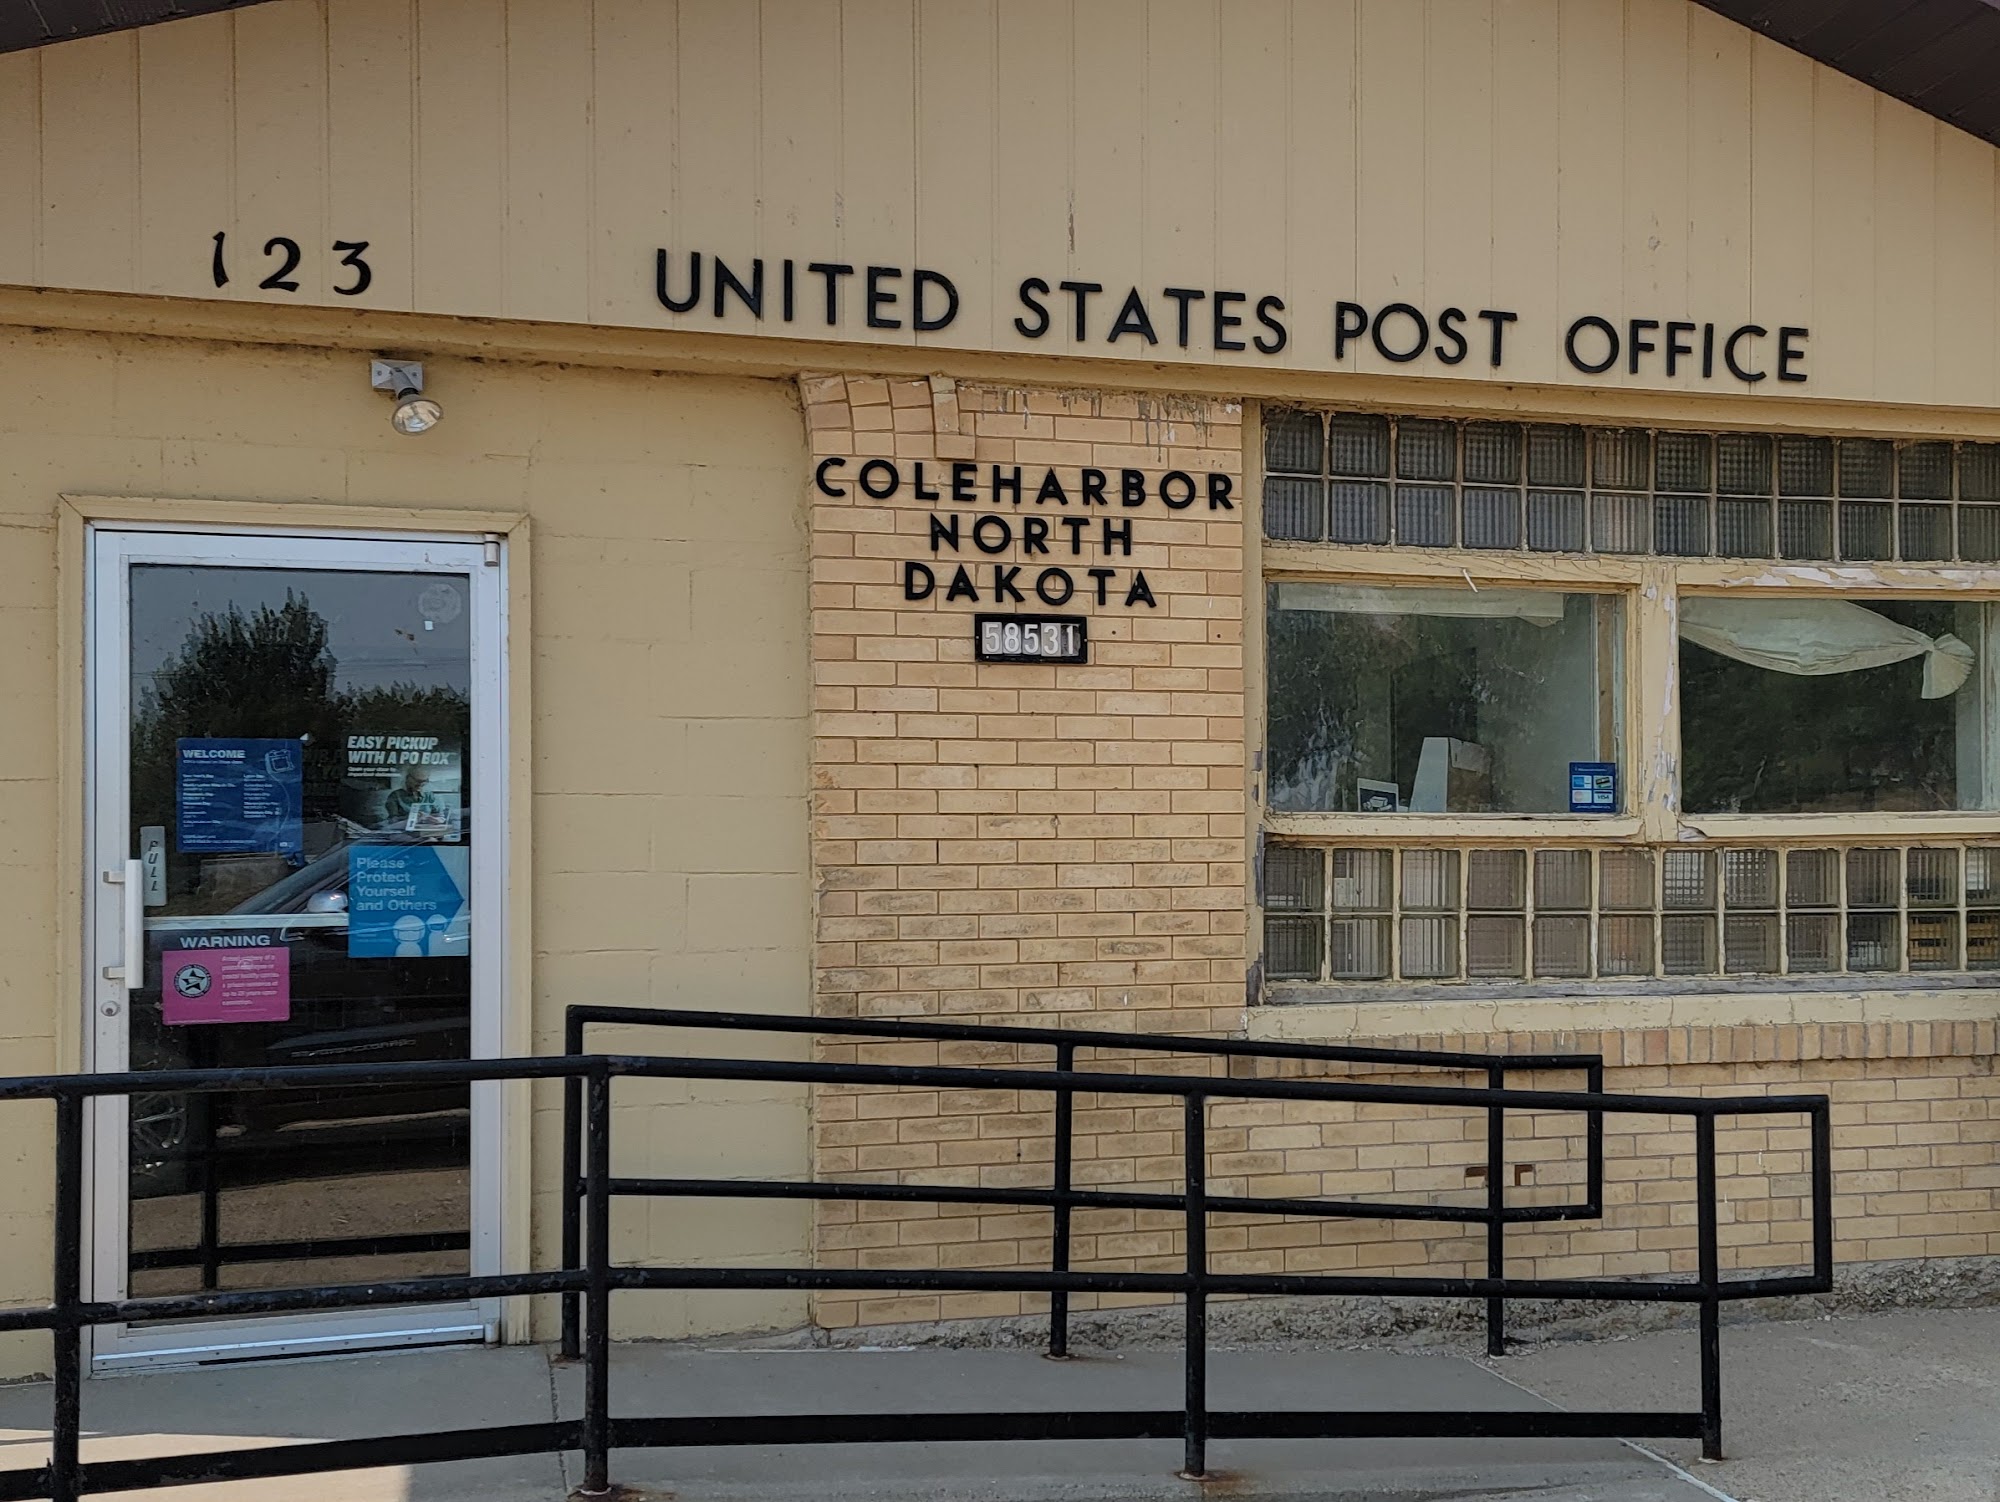 123
UNITED STATES POST OFFICE
COLEHARBOR
NORTH
DAKOTA
58531
WELCOME
EASY PICKUP
WITH A PO BOX
PULL
Please
Protect
Yourself
and Others
WARNING
VISA